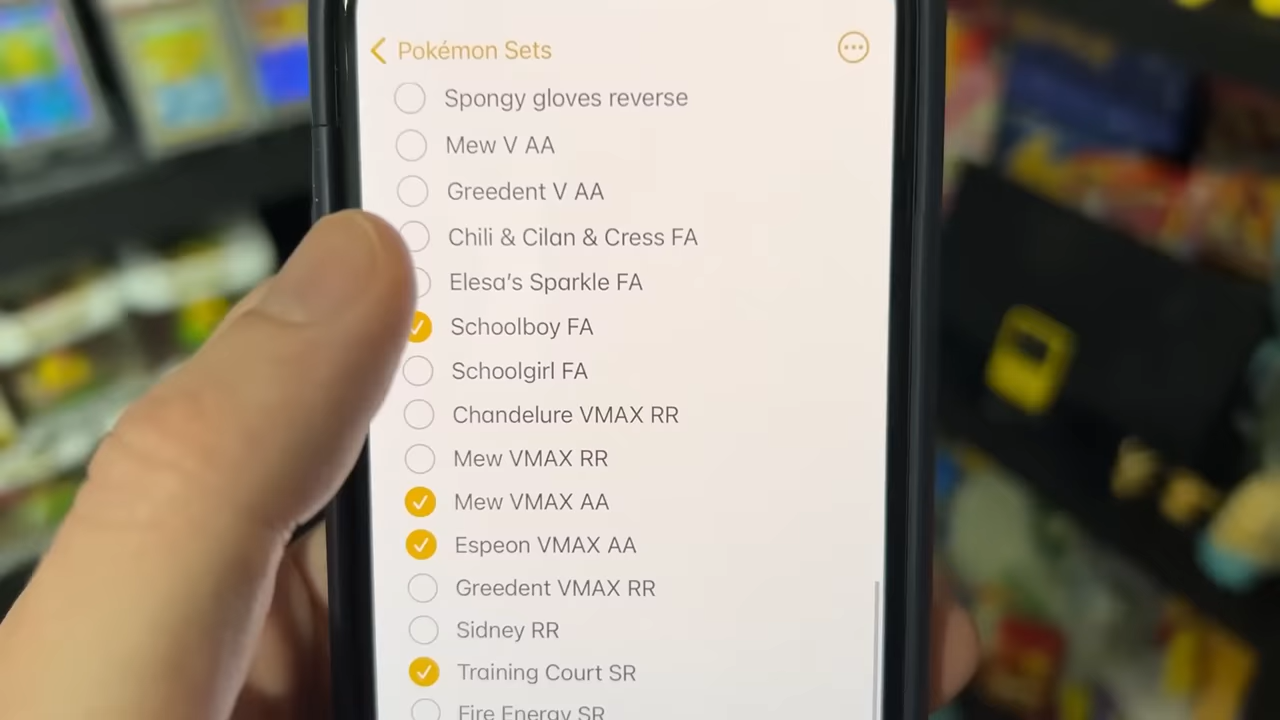 Pokémon Sets
Spongy gloves reverse
Mew V AA
Greedent V AA
Chili & Cilan & Cress FA
Elesa's Sparkle FA
Schoolboy FA
Schoolgirl FA
Chandelure VMAX RR
Mew VMAX RR
Mew VMAX AA
Espeon VMAX AA
Greedent VMAX RR
Sidney RR
Training Court SR
Fire Energy SR